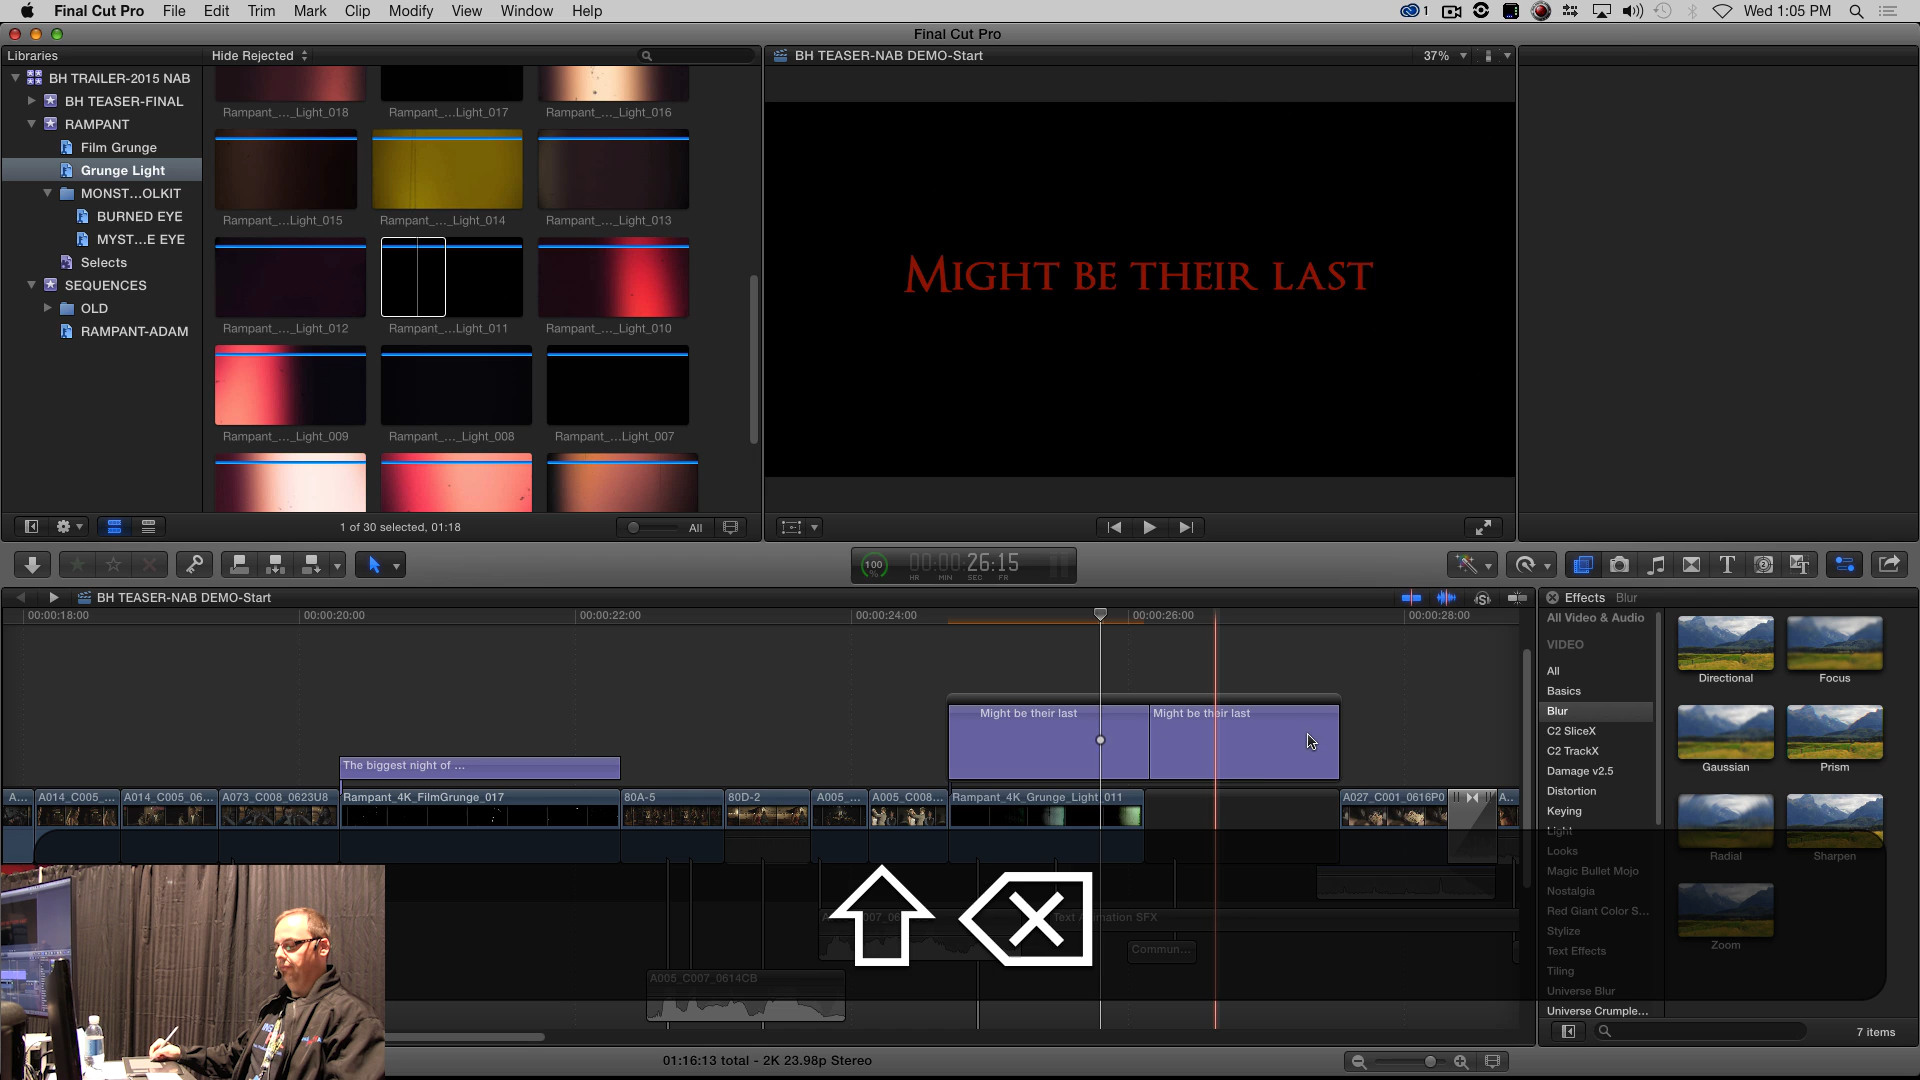 Final Cut Pro File Edit Trim Mark Clip Modify View Window Help
1 Wed 1:05 PM
Final Cut Pro
Libraries
Hide Rejected
BH TEASER-NAB DEMO-Start
37%
BH TRAILER-2015 NAB
BH TEASER-FINAL
RAMPANT
Film Grunge
Grunge Light
MONST...OLKIT
BURNED EYE
MYST...E EYE
Selects
SEQUENCES
OLD
RAMPANT-ADAM
Rampant_..._Light_018
Rampant_...Light_017
Rampant_..._Light_016
Rampant_...Light_015
Rampant_..._Light_014
Rampant_..._Light_013
Rampant_..._Light_012
Rampant_...Light_011
Rampant_..._Light_010
Rampant_..._Light_009
Rampant_..._Light_008
Rampant_...Light_007
Might be their last
1 of 30 selected, 01:18
All
100
%
00:00:26:15
HR MIN SEC FR
BH TEASER-NAB DEMO-Start
Effects Blur
00:00:18:00
00:00:20:00
00:00:22:00
00:00:24:00
00:00:26:00
00:00:28:00
Might be their last
Might be their last
The biggest night of ...
A...
A014_C005_...
A014_C005_06...
A073_C008_0623U8
Rampant_4K_FilmGrunge_017
80A-5
80D-2
A005_...
A005_C008...
Rampant_4K_Grunge_Light_011
A027_C001_0616P0
A..
Text Animation SFX
Commun...
A005_C007_0614CB
All Video & Audio
VIDEO
All
Basics
Blur
C2 SliceX
C2 TrackX
Damage v2.5
Distortion
Keying
Light
Looks
Magic Bullet Mojo
Nostalgia
Red Giant Color S...
Stylize
Text Effects
Tiling
Universe Blur
Universe Crumple...
Directional
Focus
Gaussian
Prism
Radial
Sharpen
Zoom
7 items
01:16:13 total - 2K 23.98p Stereo